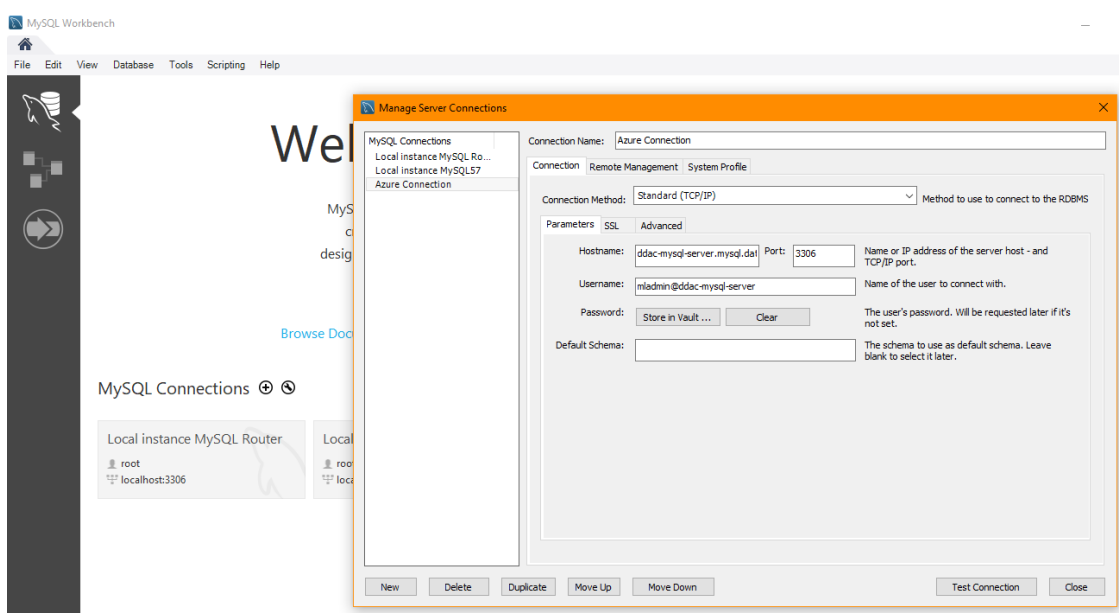 MySQL Workbench
File Edit View Database Tools Scripting Help
Manage Server Connections
MySQL Connections
Local instance MySQL Ro...
Local instance MySQL57
Azure Connection
Connection Name: Azure Connection
Connection Remote Management System Profile
Connection Method: Standard (TCP/IP) Method to use to connect to the RDBMS
Parameters SSL Advanced
Hostname: ddac-mysql-server.mysql.dat Port: 3306 Name or IP address of the server host - and
TCP/IP port.
Username: mladmin@ddac-mysql-server Name of the user to connect with.
Password: Store in Vault ... Clear The user's password. Will be requested later if it's
not set.
Default Schema: The schema to use as default schema. Leave
blank to select it later.
New Delete Duplicate Move Up Move Down Test Connection Close
Wel
MyS
c
desig
Browse Doc
MySQL Connections
Local instance MySQL Router
root
localhost:3306
Local
roo
loca